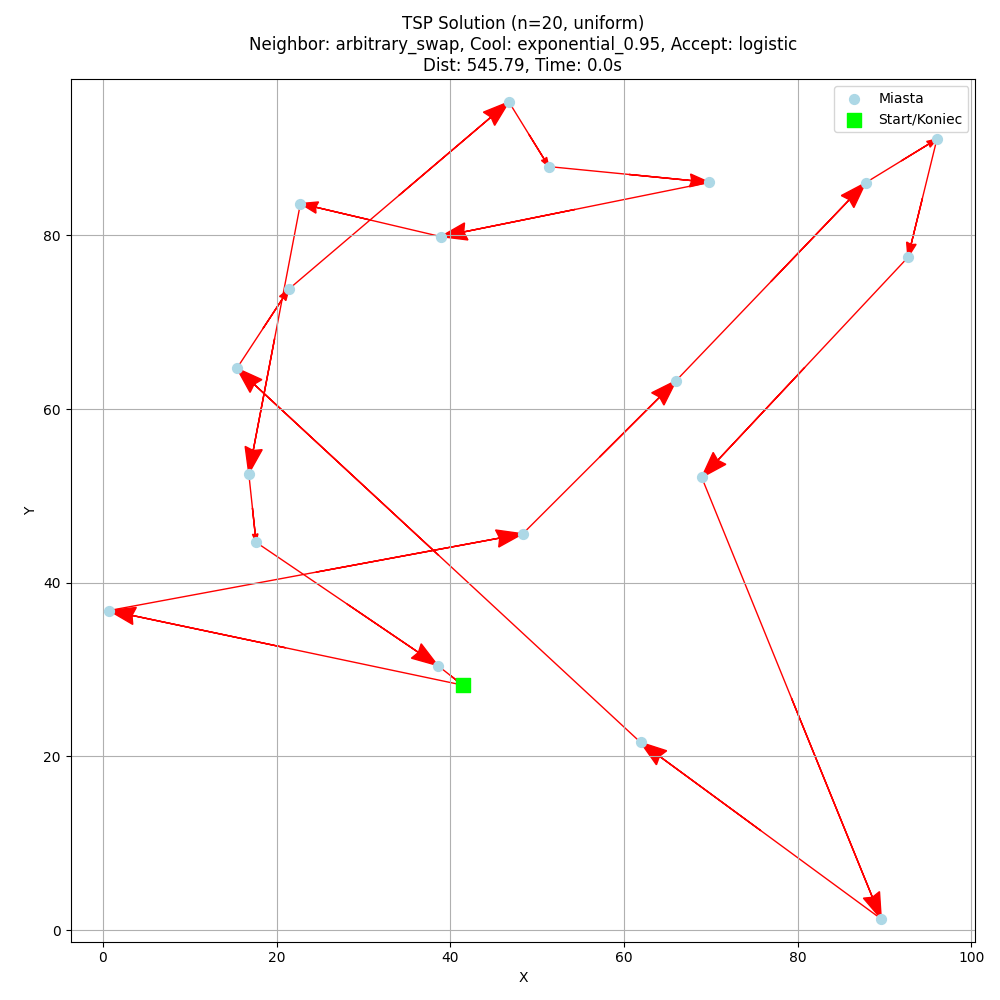 TSP Solution (n=20, uniform)
Neighbor: arbitrary_swap, Cool: exponential_0.95, Accept: logistic
Dist: 545.79, Time: 0.0s
Miasta
Start/Koniec
80
60
40
20
0
Y
0 20 40 60 80 100
X